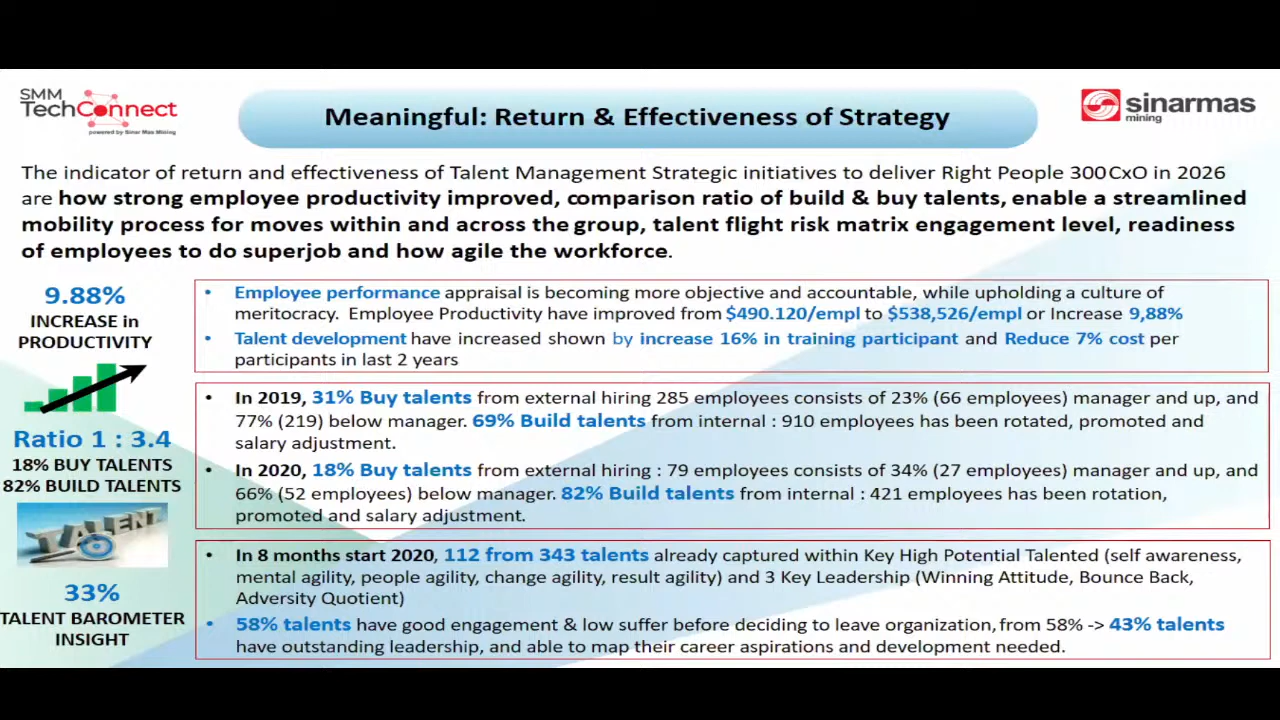 SMM
TechConnect
powered by Sinar Mas Mining
Meaningful: Return & Effectiveness of Strategy
sinarmas
mining
The indicator of return and effectiveness of Talent Management Strategic initiatives to deliver Right People 300 CxO in 2026
are how strong employee productivity improved, comparison ratio of build & buy talents, enable a streamlined
mobility process for moves within and across the group, talent flight risk matrix engagement level, readiness
of employees to do superjob and how agile the workforce.
9.88%
INCREASE in
PRODUCTIVITY
• Employee performance appraisal is becoming more objective and accountable, while upholding a culture of
meritocracy. Employee Productivity have improved from $490.120/empl to $538,526/empl or Increase 9,88%
• Talent development have increased shown by increase 16% in training participant and Reduce 7% cost per
participants in last 2 years
Ratio 1 : 3.4
18% BUY TALENTS
82% BUILD TALENTS
• In 2019, 31% Buy talents from external hiring 285 employees consists of 23% (66 employees) manager and up, and
77% (219) below manager. 69% Build talents from internal : 910 employees has been rotated, promoted and
salary adjustment.
• In 2020, 18% Buy talents from external hiring : 79 employees consists of 34% (27 employees) manager and up, and
66% (52 employees) below manager. 82% Build talents from internal : 421 employees has been rotation,
promoted and salary adjustment.
TALENT
33%
TALENT BAROMETER
INSIGHT
• In 8 months start 2020, 112 from 343 talents already captured within Key High Potential Talented (self awareness,
mental agility, people agility, change agility, result agility) and 3 Key Leadership (Winning Attitude, Bounce Back,
Adversity Quotient)
• 58% talents have good engagement & low suffer before deciding to leave organization, from 58% -> 43% talents
have outstanding leadership, and able to map their career aspirations and development needed.